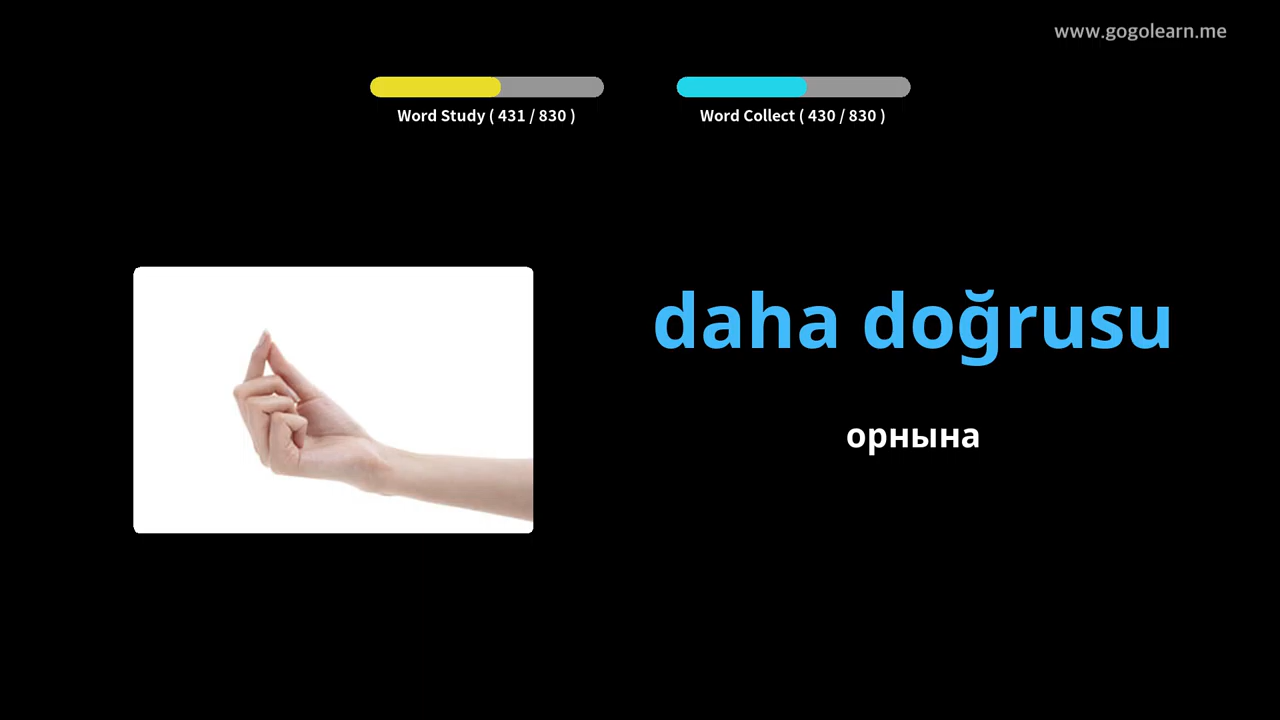 www.gogolearn.me
Word Study ( 431 / 830 )
Word Collect ( 430 / 830 )
daha doğrusu
орнына